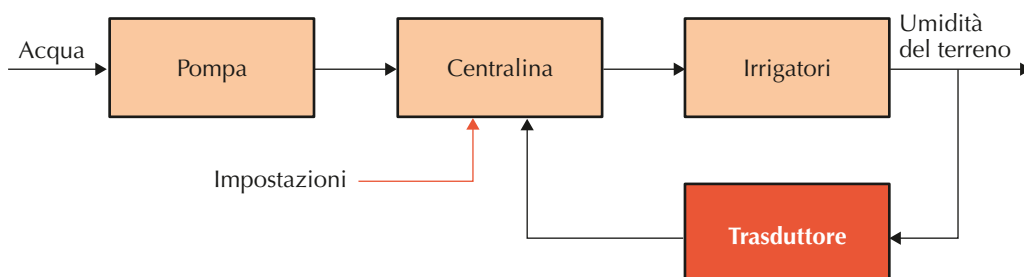 Acqua
Pompa
Centralina
Irrigatori
Umidità
del terreno
Impostazioni
Trasduttore